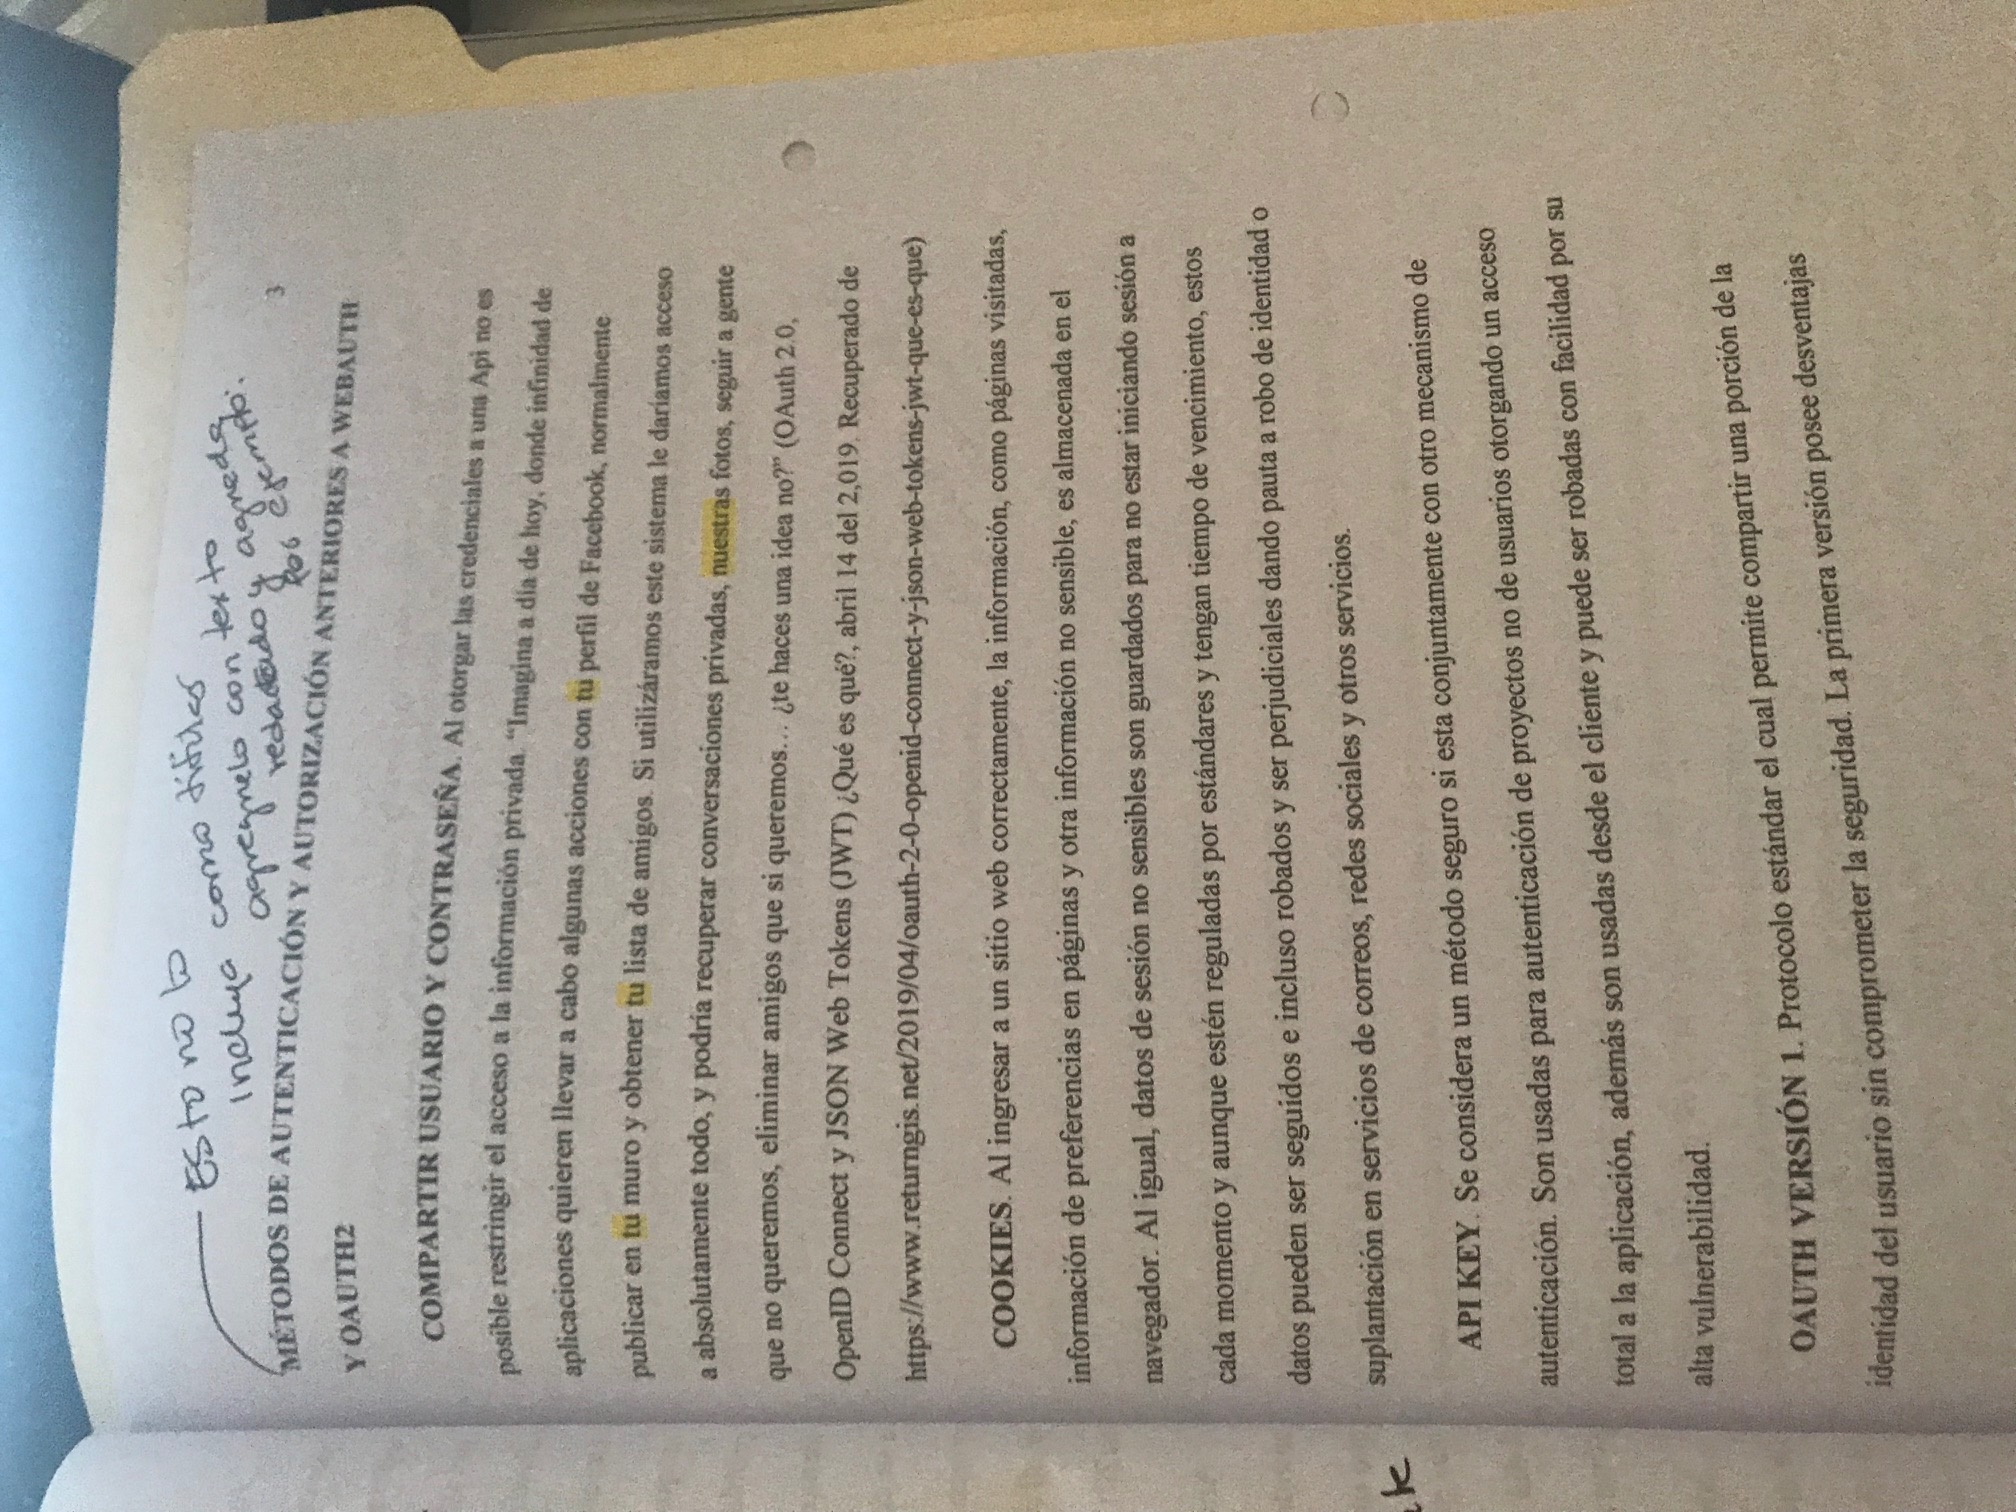 Esto no lo
incluya como títulos
agreguelo con texto
redactado y agreda
por ejemplo:
3
MÉTODOS DE AUTENTICACIÓN Y AUTORIZACIÓN ANTERIORES A WEBAUTH
Y OAUTH2
COMPARTIR USUARIO Y CONTRASEÑA. Al otorgar las credenciales a una Api no es
posible restringir el acceso a la información privada. “Imagina a día de hoy, donde infinidad de
aplicaciones quieren llevar a cabo algunas acciones con tu perfil de Facebook, normalmente
publicar en tu muro y obtener tu lista de amigos. Si utilizáramos este sistema le daríamos acceso
a absolutamente todo, y podría recuperar conversaciones privadas, nuestras fotos, seguir a gente
que no queremos, eliminar amigos que si queremos… ¿te haces una idea no?” (OAuth 2.0,
OpenID Connect y JSON Web Tokens (JWT) ¿Qué es qué?, abril 14 del 2,019. Recuperado de
https://www.returngis.net/2019/04/oauth-2-0-openid-connect-y-json-web-tokens-jwt-que-es-que)
COOKIES. Al ingresar a un sitio web correctamente, la información, como páginas visitadas,
información de preferencias en páginas y otra información no sensible, es almacenada en el
navegador. Al igual, datos de sesión no sensibles son guardados para no estar iniciando sesión a
cada momento y aunque estén reguladas por estándares y tengan tiempo de vencimiento, estos
datos pueden ser seguidos e incluso robados y ser perjudiciales dando pauta a robo de identidad o
suplantación en servicios de correos, redes sociales y otros servicios.
API KEY. Se considera un método seguro si esta conjuntamente con otro mecanismo de
autenticación. Son usadas para autenticación de proyectos no de usuarios otorgando un acceso
total a la aplicación, además son usadas desde el cliente y puede ser robadas con facilidad por su
alta vulnerabilidad.
OAUTH VERSIÓN 1. Protocolo estándar el cual permite compartir una porción de la
identidad del usuario sin comprometer la seguridad. La primera versión posee desventajas